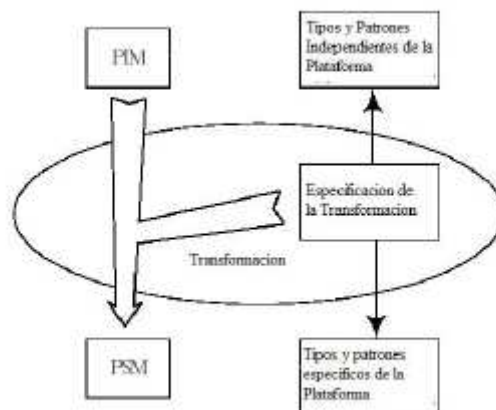 PIM
Tipos y Patrones
Independientes de la
Plataforma
Especificacion de
la Transformacion
Transformacion
PSM
Tipos y patrones
especificos de la
Plataforma